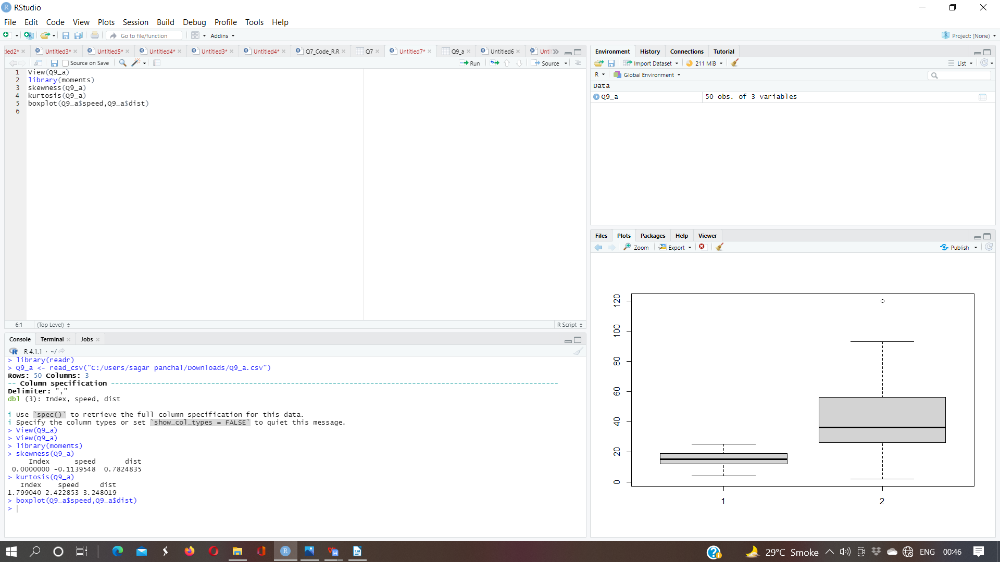 RStudio
File Edit Code View Plots Session Build Debug Profile Tools Help
Go to file/function Addins Project: (None)
tled2* Untitled3* Untitled5* Untitled4* Untitled3* Untitled4* Q7_Code_R.R Q7 Untitled7* Q9_a Untitled6 Unti
Source on Save Run Source
1 View(Q9_a)
2 library(moments)
3 skewness(Q9_a)
4 kurtosis(Q9_a)
5 boxplot(Q9_a$speed,Q9_a$dist)
6
6:1 (Top Level) R Script
Console Terminal Jobs
R 4.1.1 · ~/
> library(readr)
> Q9_a <- read_csv("C:/Users/sagar panchal/Downloads/Q9_a.csv")
Rows: 50 Columns: 3
-- Column specification -----------------------------------------------------------------------------------------------------------
Delimiter: ","
dbl (3): Index, speed, dist
i Use `spec()` to retrieve the full column specification for this data.
i Specify the column types or set `show_col_types = FALSE` to quiet this message.
> View(Q9_a)
> View(Q9_a)
> library(moments)
> skewness(Q9_a)
Index speed dist
0.0000000 -0.1139548 0.7824835
> kurtosis(Q9_a)
Index speed dist
1.799040 2.422853 3.248019
> boxplot(Q9_a$speed,Q9_a$dist)
>
Environment History Connections Tutorial
Import Dataset 211 MiB List
R Global Environment
Data
Q9_a 50 obs. of 3 variables
Files Plots Packages Help Viewer
Zoom Export Publish
120
100
80
60
40
20
0
1 2
29°C Smoke ENG 00:46